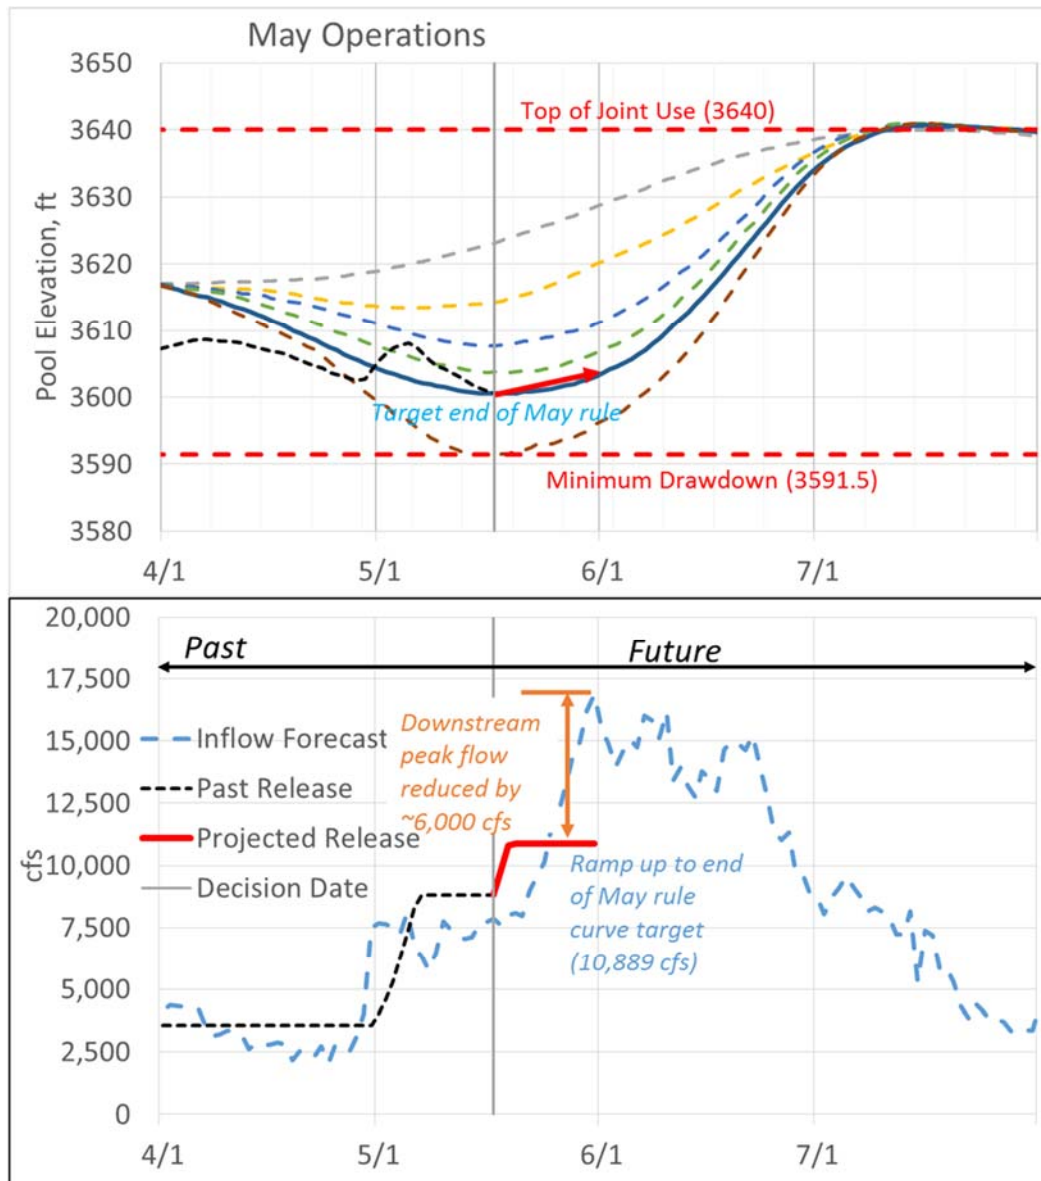 May Operations
3650
3640
3630
3620
3610
3600
3590
3580
Pool Elevation, ft
Top of Joint Use (3640)
Target end of May rule
Minimum Drawdown (3591.5)
4/1 5/1 6/1 7/1
20,000
17,500
15,000
12,500
10,000
7,500
5,000
2,500
0
cfs
Past Future
Inflow Forecast
Past Release
Projected Release
Decision Date
Downstream
peak flow
reduced by
~6,000 cfs
Ramp up to end
of May rule
curve target
(10,889 cfs)
4/1 5/1 6/1 7/1